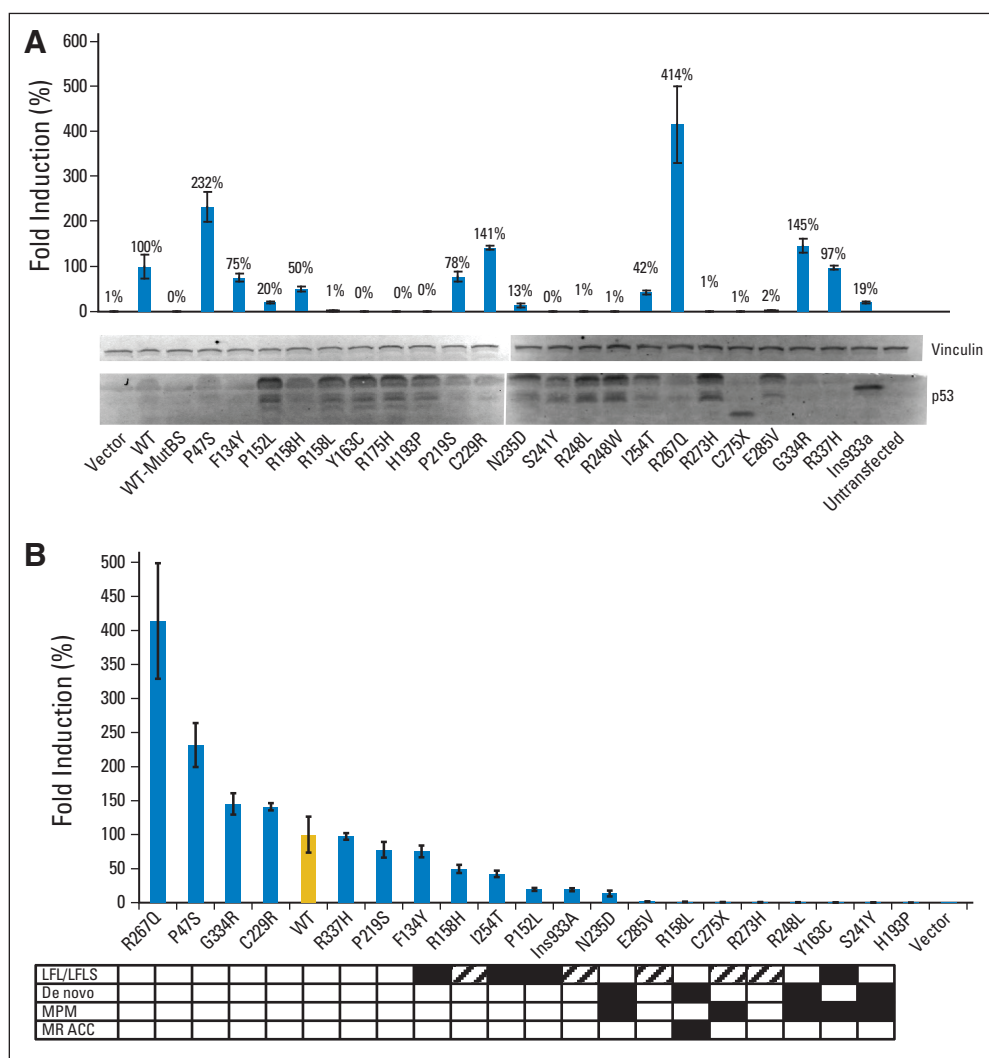 A
Fold Induction (%)
600
500
400
300
200
100
0
1%
100%
0%
232%
75%
20%
50%
1%
0%
0%
0%
78%
141%
13%
0%
1%
1%
42%
414%
1%
1%
2%
145%
97%
19%
Vinculin
p53
Vector
WT
WT-MutBS
P47S
F134Y
P152L
R158H
R158L
Y163C
R175H
H193P
P219S
C229R
N235D
S241Y
R248L
R248W
I254T
R267Q
R273H
C275X
E285V
G334R
R337H
Ins933a
Untransfected
B
Fold Induction (%)
500
450
400
350
300
250
200
150
100
50
0
R267Q
P47S
G334R
C229R
WT
R337H
P219S
F134Y
R158H
I254T
P152L
Ins933A
N235D
E285V
R158L
C275X
R273H
R248L
Y163C
S241Y
H193P
Vector
LFL/LFLS
De novo
MPM
MR ACC